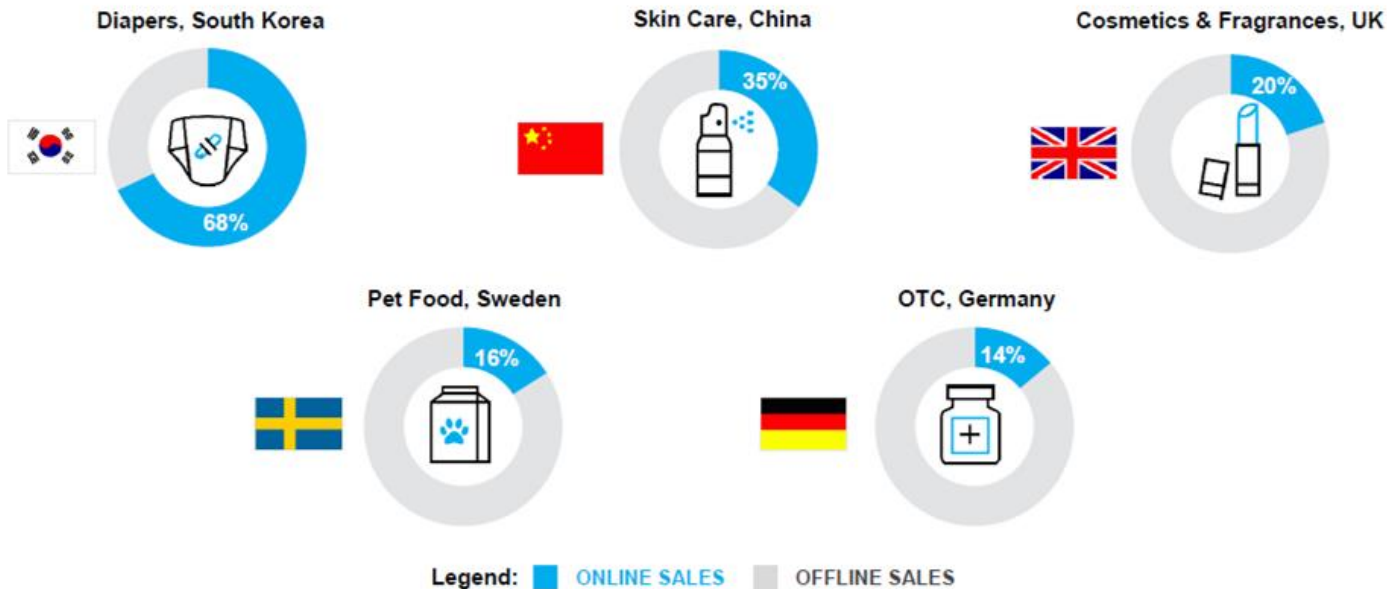 Diapers, South Korea
Skin Care, China
Cosmetics & Fragrances, UK
68%
35%
20%
Pet Food, Sweden
OTC, Germany
16%
14%
Legend: ONLINE SALES OFFLINE SALES